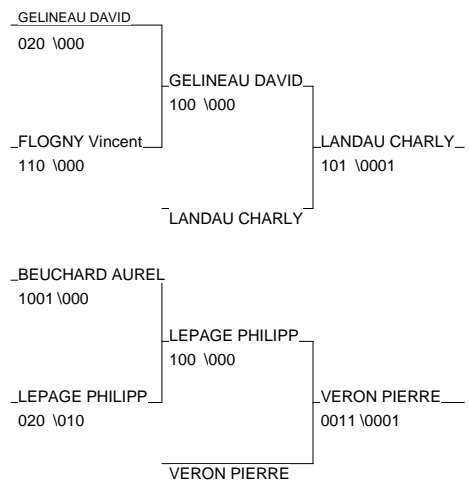 GELINEAU DAVID
020 \000
GELINEAU DAVID
100 \000
FLOGNY Vincent
110 \000
LANDAU CHARLY
101 \0001
LANDAU CHARLY
BEUCHARD AUREL
1001 \000
LEPAGE PHILIPP
100 \000
LEPAGE PHILIPP
020 \010
VERON PIERRE
0011 \0001
VERON PIERRE